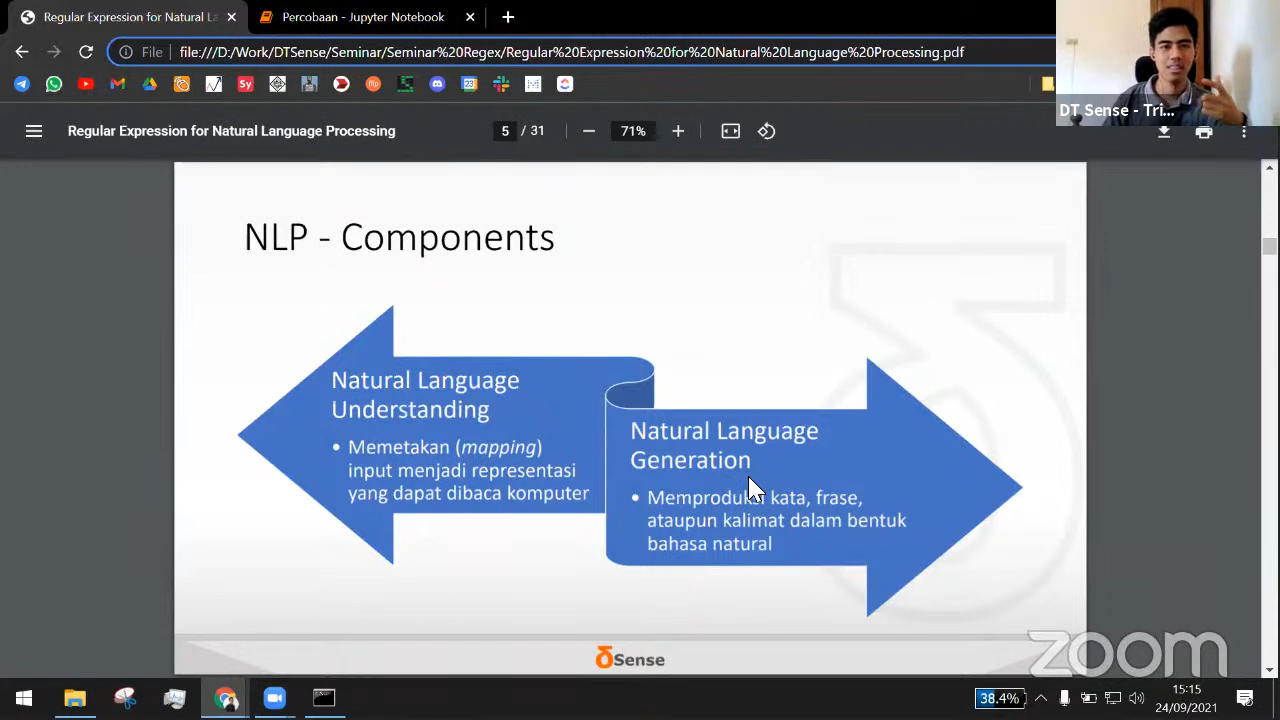 Regular Expression for Natural La
Percobaan - Jupyter Notebook
File
file:///D:/Work/DTSense/Seminar/Seminar%20Regex/Regular%20Expression%20for%20Natural%20Language%20Processing.pdf
DT Sense - Tri...
Regular Expression for Natural Language Processing
5 / 31
71%
NLP - Components
Natural Language
Understanding
• Memetakan (mapping)
input menjadi representasi
yang dapat dibaca komputer
Natural Language
Generation
• Memproduksi kata, frase,
ataupun kalimat dalam bentuk
bahasa natural
Sense
zoom
38.4%
15:15
24/09/2021